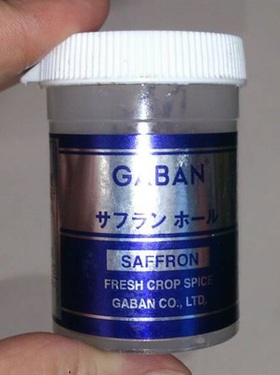 GABAN
サフラン ホール
SAFFRON
FRESH CROP SPICE
GABAN CO., LTD.